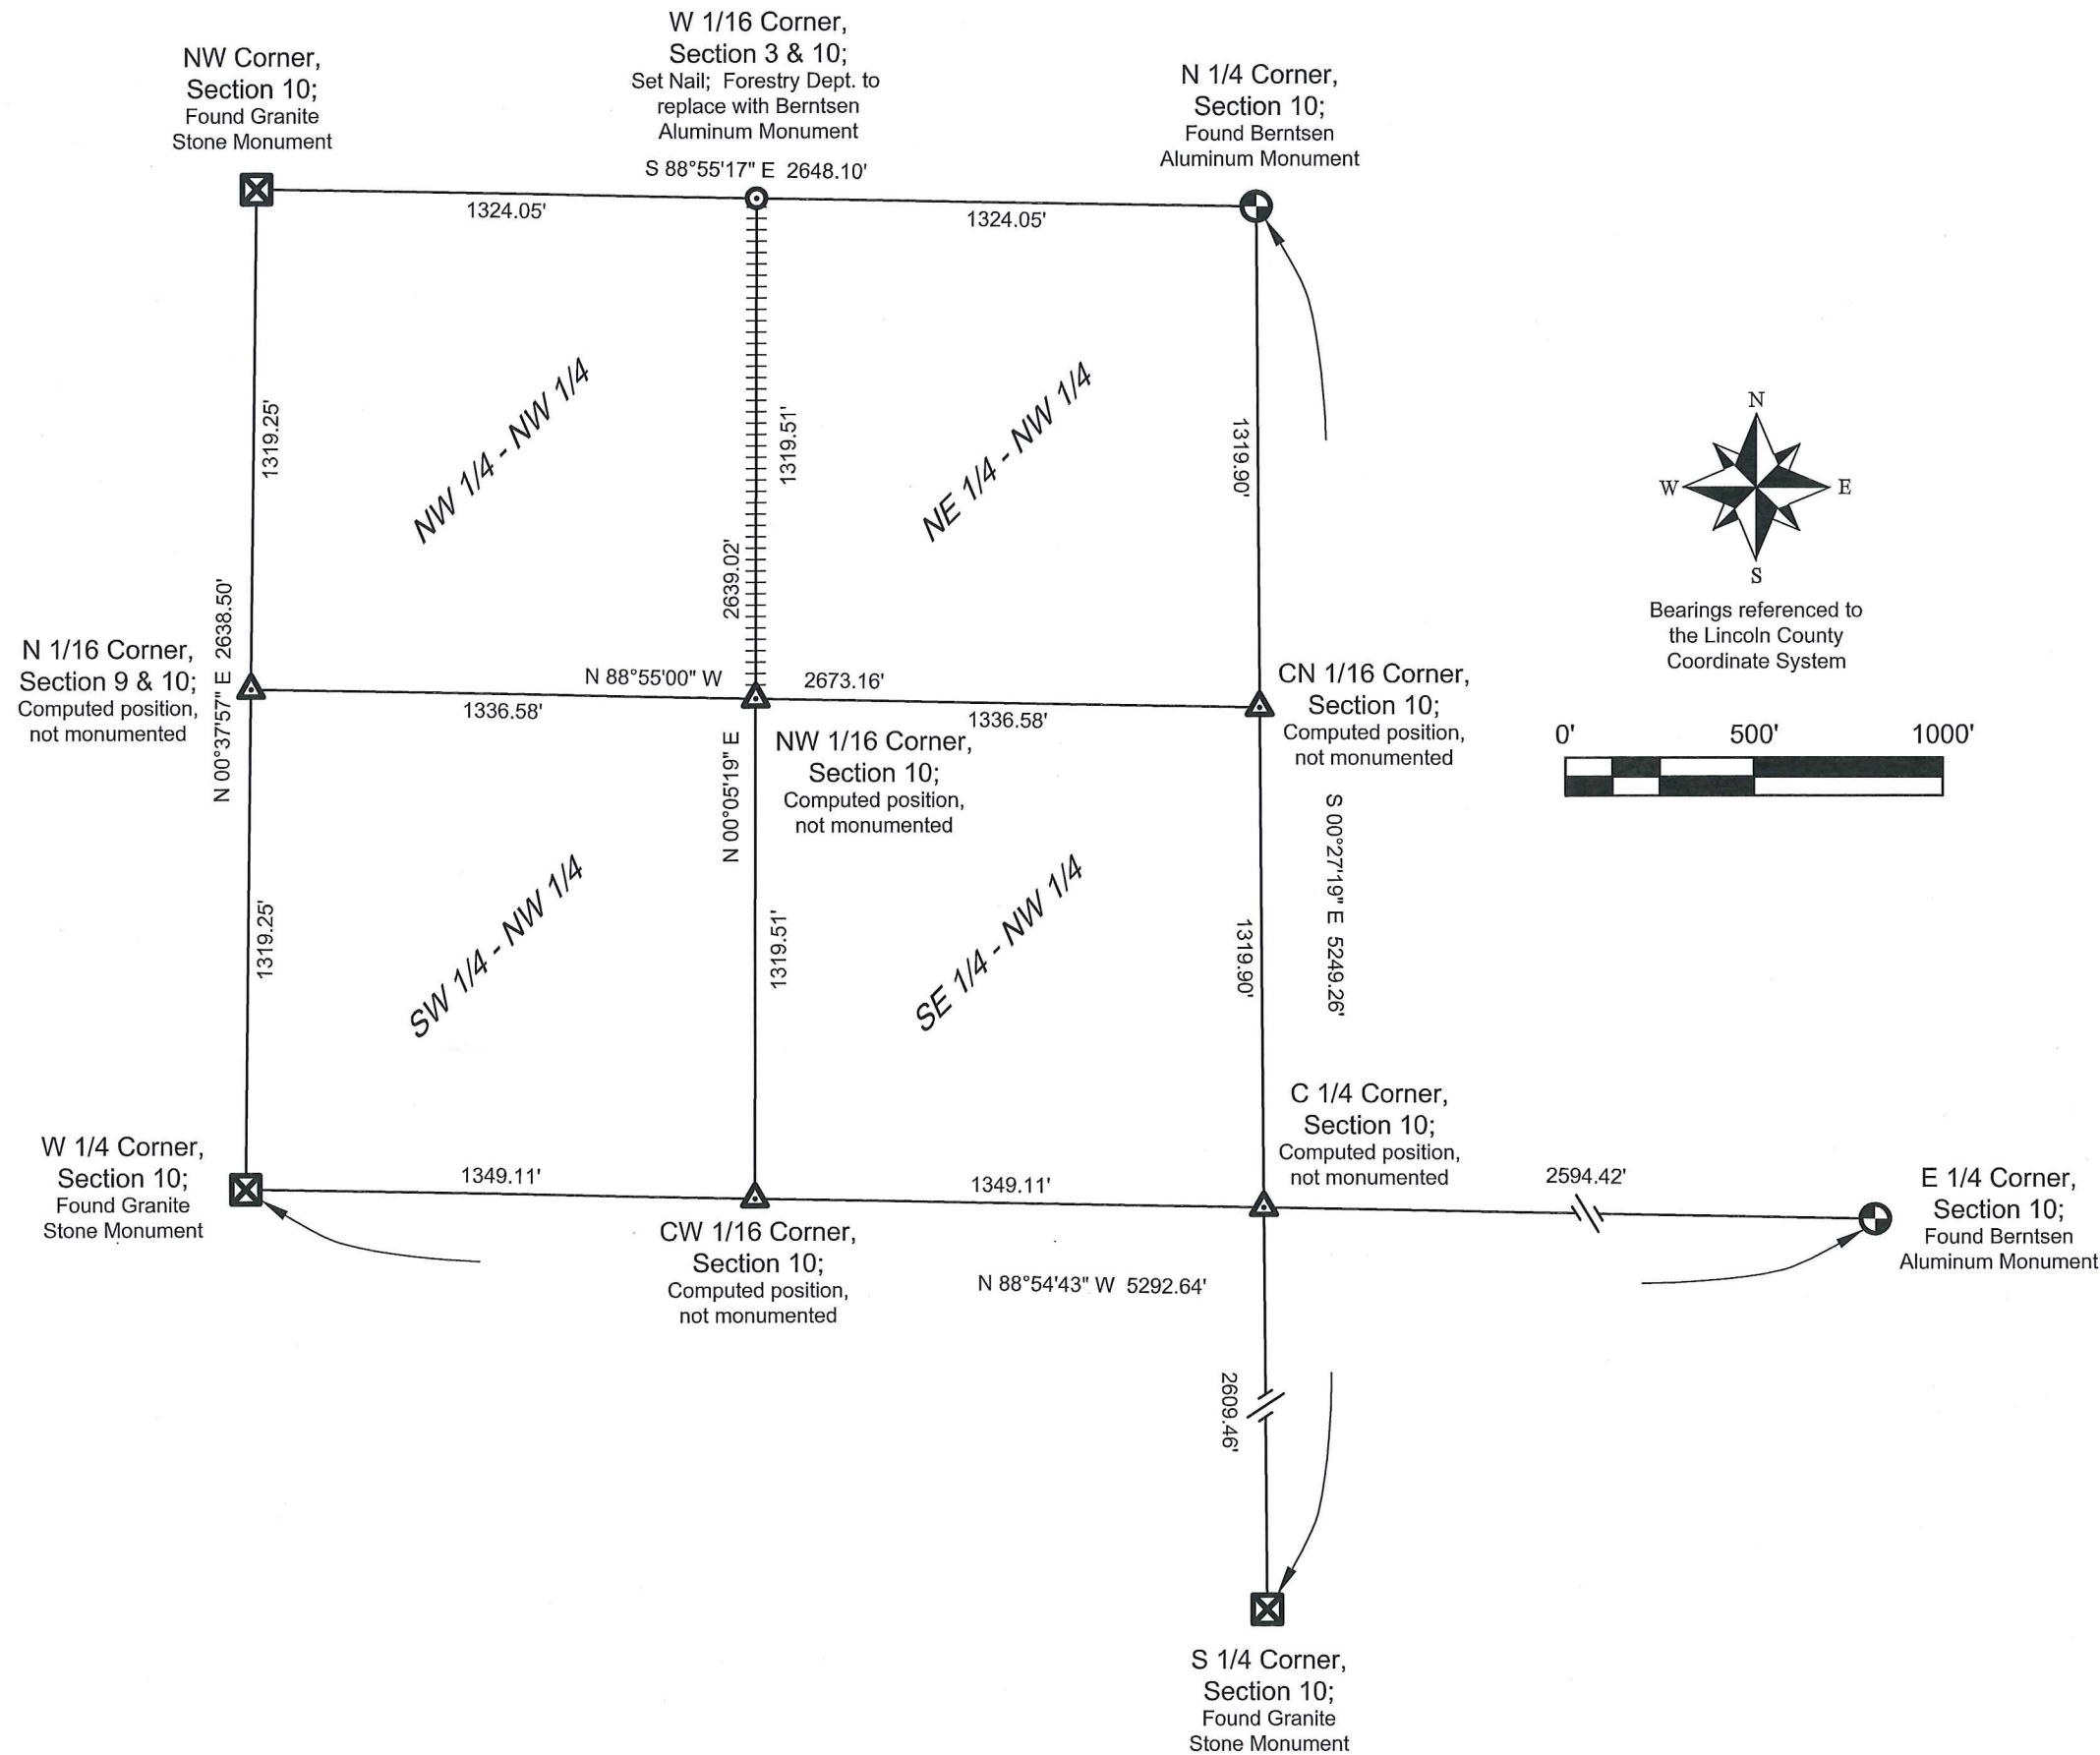 NW Corner,
Section 10;
Found Granite
Stone Monument
W 1/16 Corner,
Section 3 & 10;
Set Nail; Forestry Dept. to
replace with Berntsen
Aluminum Monument
N 1/4 Corner,
Section 10;
Found Berntsen
Aluminum Monument
S 88°55'17" E 2648.10'
1324.05'
1324.05'
1319.25'
NW 1/4 - NW 1/4
1319.51'
2639.02'
NE 1/4 - NW 1/4
1319.90'
N
W
E
S
Bearings referenced to
the Lincoln County
Coordinate System
0' 500' 1000'
N 1/16 Corner,
Section 9 & 10;
Computed position,
not monumented
N 00°37'57" E 2638.50'
N 88°55'00" W 2673.16'
1336.58'
1336.58'
CN 1/16 Corner,
Section 10;
Computed position,
not monumented
NW 1/16 Corner,
Section 10;
Computed position,
not monumented
N 00°05'19" E
S 00°27'19" E 5249.26'
1319.25'
SW 1/4 - NW 1/4
1319.51'
SE 1/4 - NW 1/4
1319.90'
C 1/4 Corner,
Section 10;
Computed position,
not monumented
W 1/4 Corner,
Section 10;
Found Granite
Stone Monument
1349.11'
1349.11'
2594.42'
E 1/4 Corner,
Section 10;
Found Berntsen
Aluminum Monument
CW 1/16 Corner,
Section 10;
Computed position,
not monumented
N 88°54'43" W 5292.64'
2609.46'
S 1/4 Corner,
Section 10;
Found Granite
Stone Monument